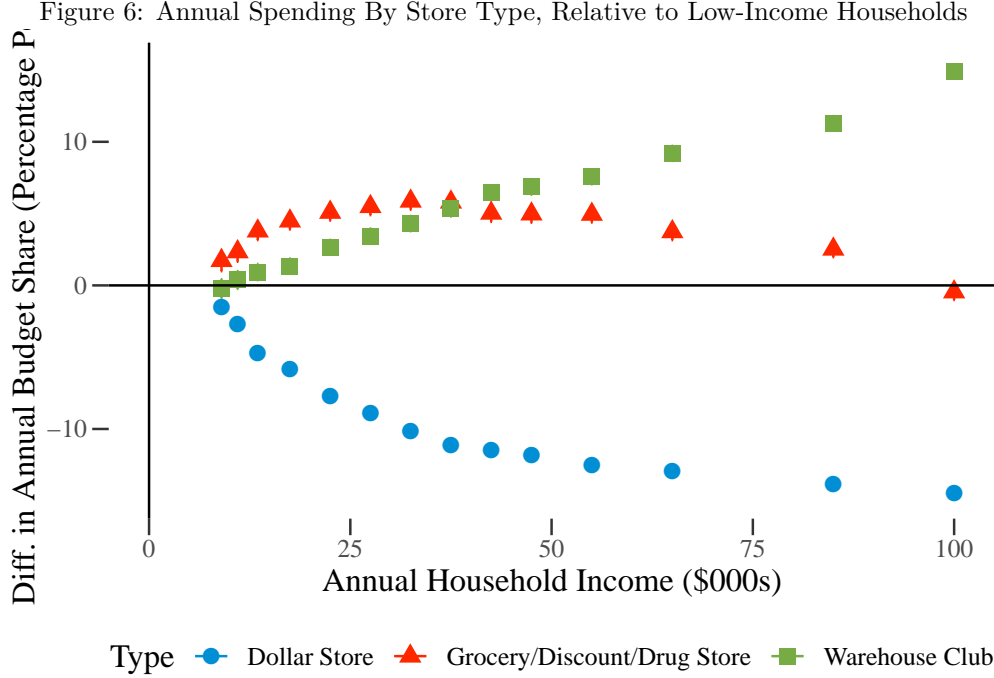 Figure 6: Annual Spending By Store Type, Relative to Low-Income Households
Diff. in Annual Budget Share (Percentage P
10
0
−10
0 25 50 75 100
Annual Household Income ($000s)
Type Dollar Store Grocery/Discount/Drug Store Warehouse Club